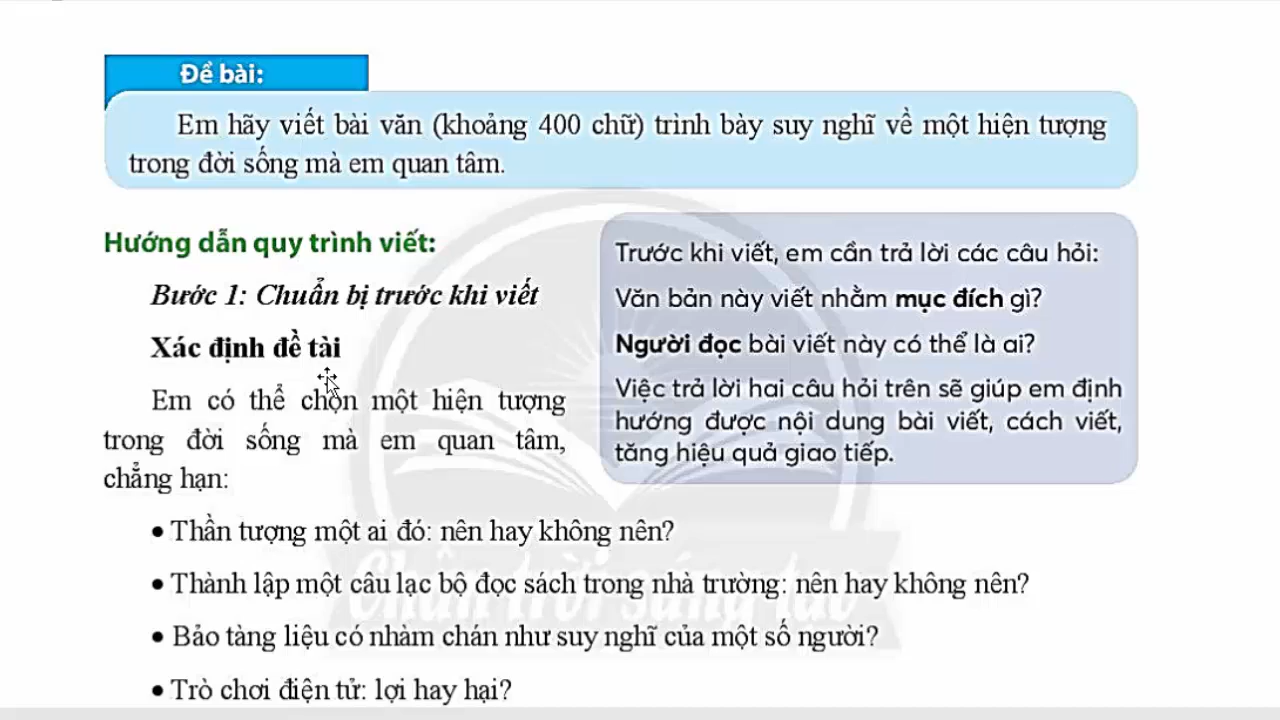 Đề bài:
Em hãy viết bài văn (khoảng 400 chữ) trình bày suy nghĩ về một hiện tượng
trong đời sống mà em quan tâm.
Hướng dẫn quy trình viết:
Bước 1: Chuẩn bị trước khi viết
Xác định đề tài
Em có thể chọn một hiện tượng
trong đời sống mà em quan tâm,
chẳng hạn:
Trước khi viết, em cần trả lời các câu hỏi:
Văn bản này viết nhằm mục đích gì?
Người đọc bài viết này có thể là ai?
Việc trả lời hai câu hỏi trên sẽ giúp em định
hướng được nội dung bài viết, cách viết,
tăng hiệu quả giao tiếp.
• Thần tượng một ai đó: nên hay không nên?
• Thành lập một câu lạc bộ đọc sách trong nhà trường: nên hay không nên?
• Bảo tàng liệu có nhàm chán như suy nghĩ của một số người?
• Trò chơi điện tử: lợi hay hại?
Chân trời sáng tạo